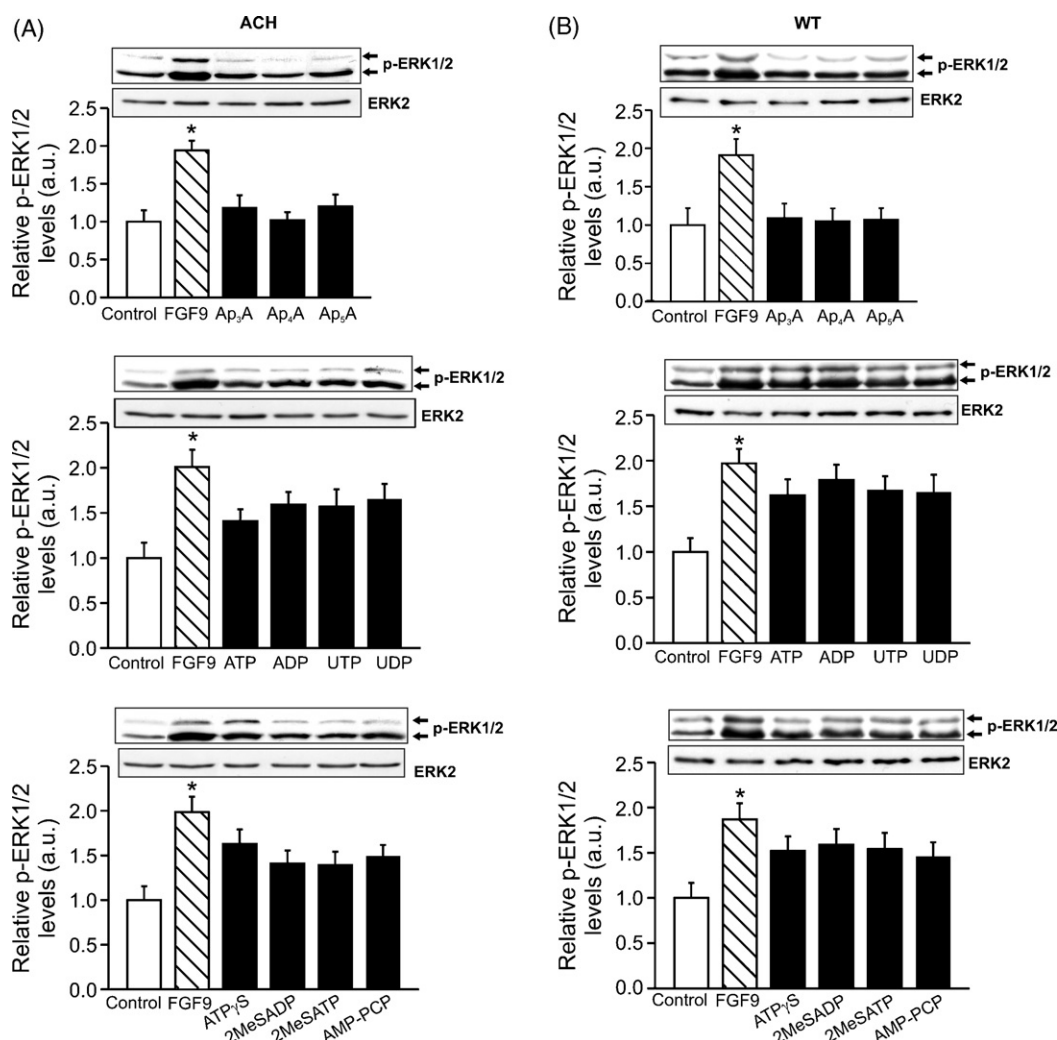 (A)
ACH
p-ERK1/2
ERK2
Relative p-ERK1/2
levels (a.u.)
2.5
2.0
1.5
1.0
0.5
0.0
*
Control FGF9 Ap₃A Ap₄A Ap₅A
p-ERK1/2
ERK2
Relative p-ERK1/2
levels (a.u.)
2.5
2.0
1.5
1.0
0.5
0.0
*
Control FGF9 ATP ADP UTP UDP
p-ERK1/2
ERK2
Relative p-ERK1/2
levels (a.u.)
2.5
2.0
1.5
1.0
0.5
0.0
*
Control FGF9 ATPγS 2MeSADP 2MeSATP AMP-PCP
(B)
WT
p-ERK1/2
ERK2
Relative p-ERK1/2
levels (a.u.)
2.5
2.0
1.5
1.0
0.5
0.0
*
Control FGF9 Ap₃A Ap₄A Ap₅A
p-ERK1/2
ERK2
Relative p-ERK1/2
levels (a.u.)
2.5
2.0
1.5
1.0
0.5
0.0
*
Control FGF9 ATP ADP UTP UDP
p-ERK1/2
ERK2
Relative p-ERK1/2
levels (a.u.)
2.5
2.0
1.5
1.0
0.5
0.0
*
Control FGF9 ATPγS 2MeSADP 2MeSATP AMP-PCP